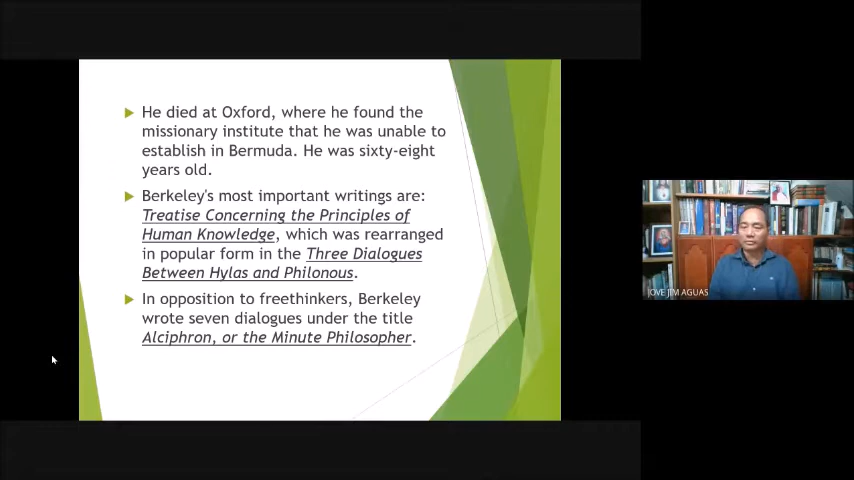 He died at Oxford, where he found the
missionary institute that he was unable to
establish in Bermuda. He was sixty-eight
years old.
Berkeley's most important writings are:
Treatise Concerning the Principles of
Human Knowledge, which was rearranged
in popular form in the Three Dialogues
Between Hylas and Philonous.
In opposition to freethinkers, Berkeley
wrote seven dialogues under the title
Alciphron, or the Minute Philosopher.
JOVE JIM AGUAS